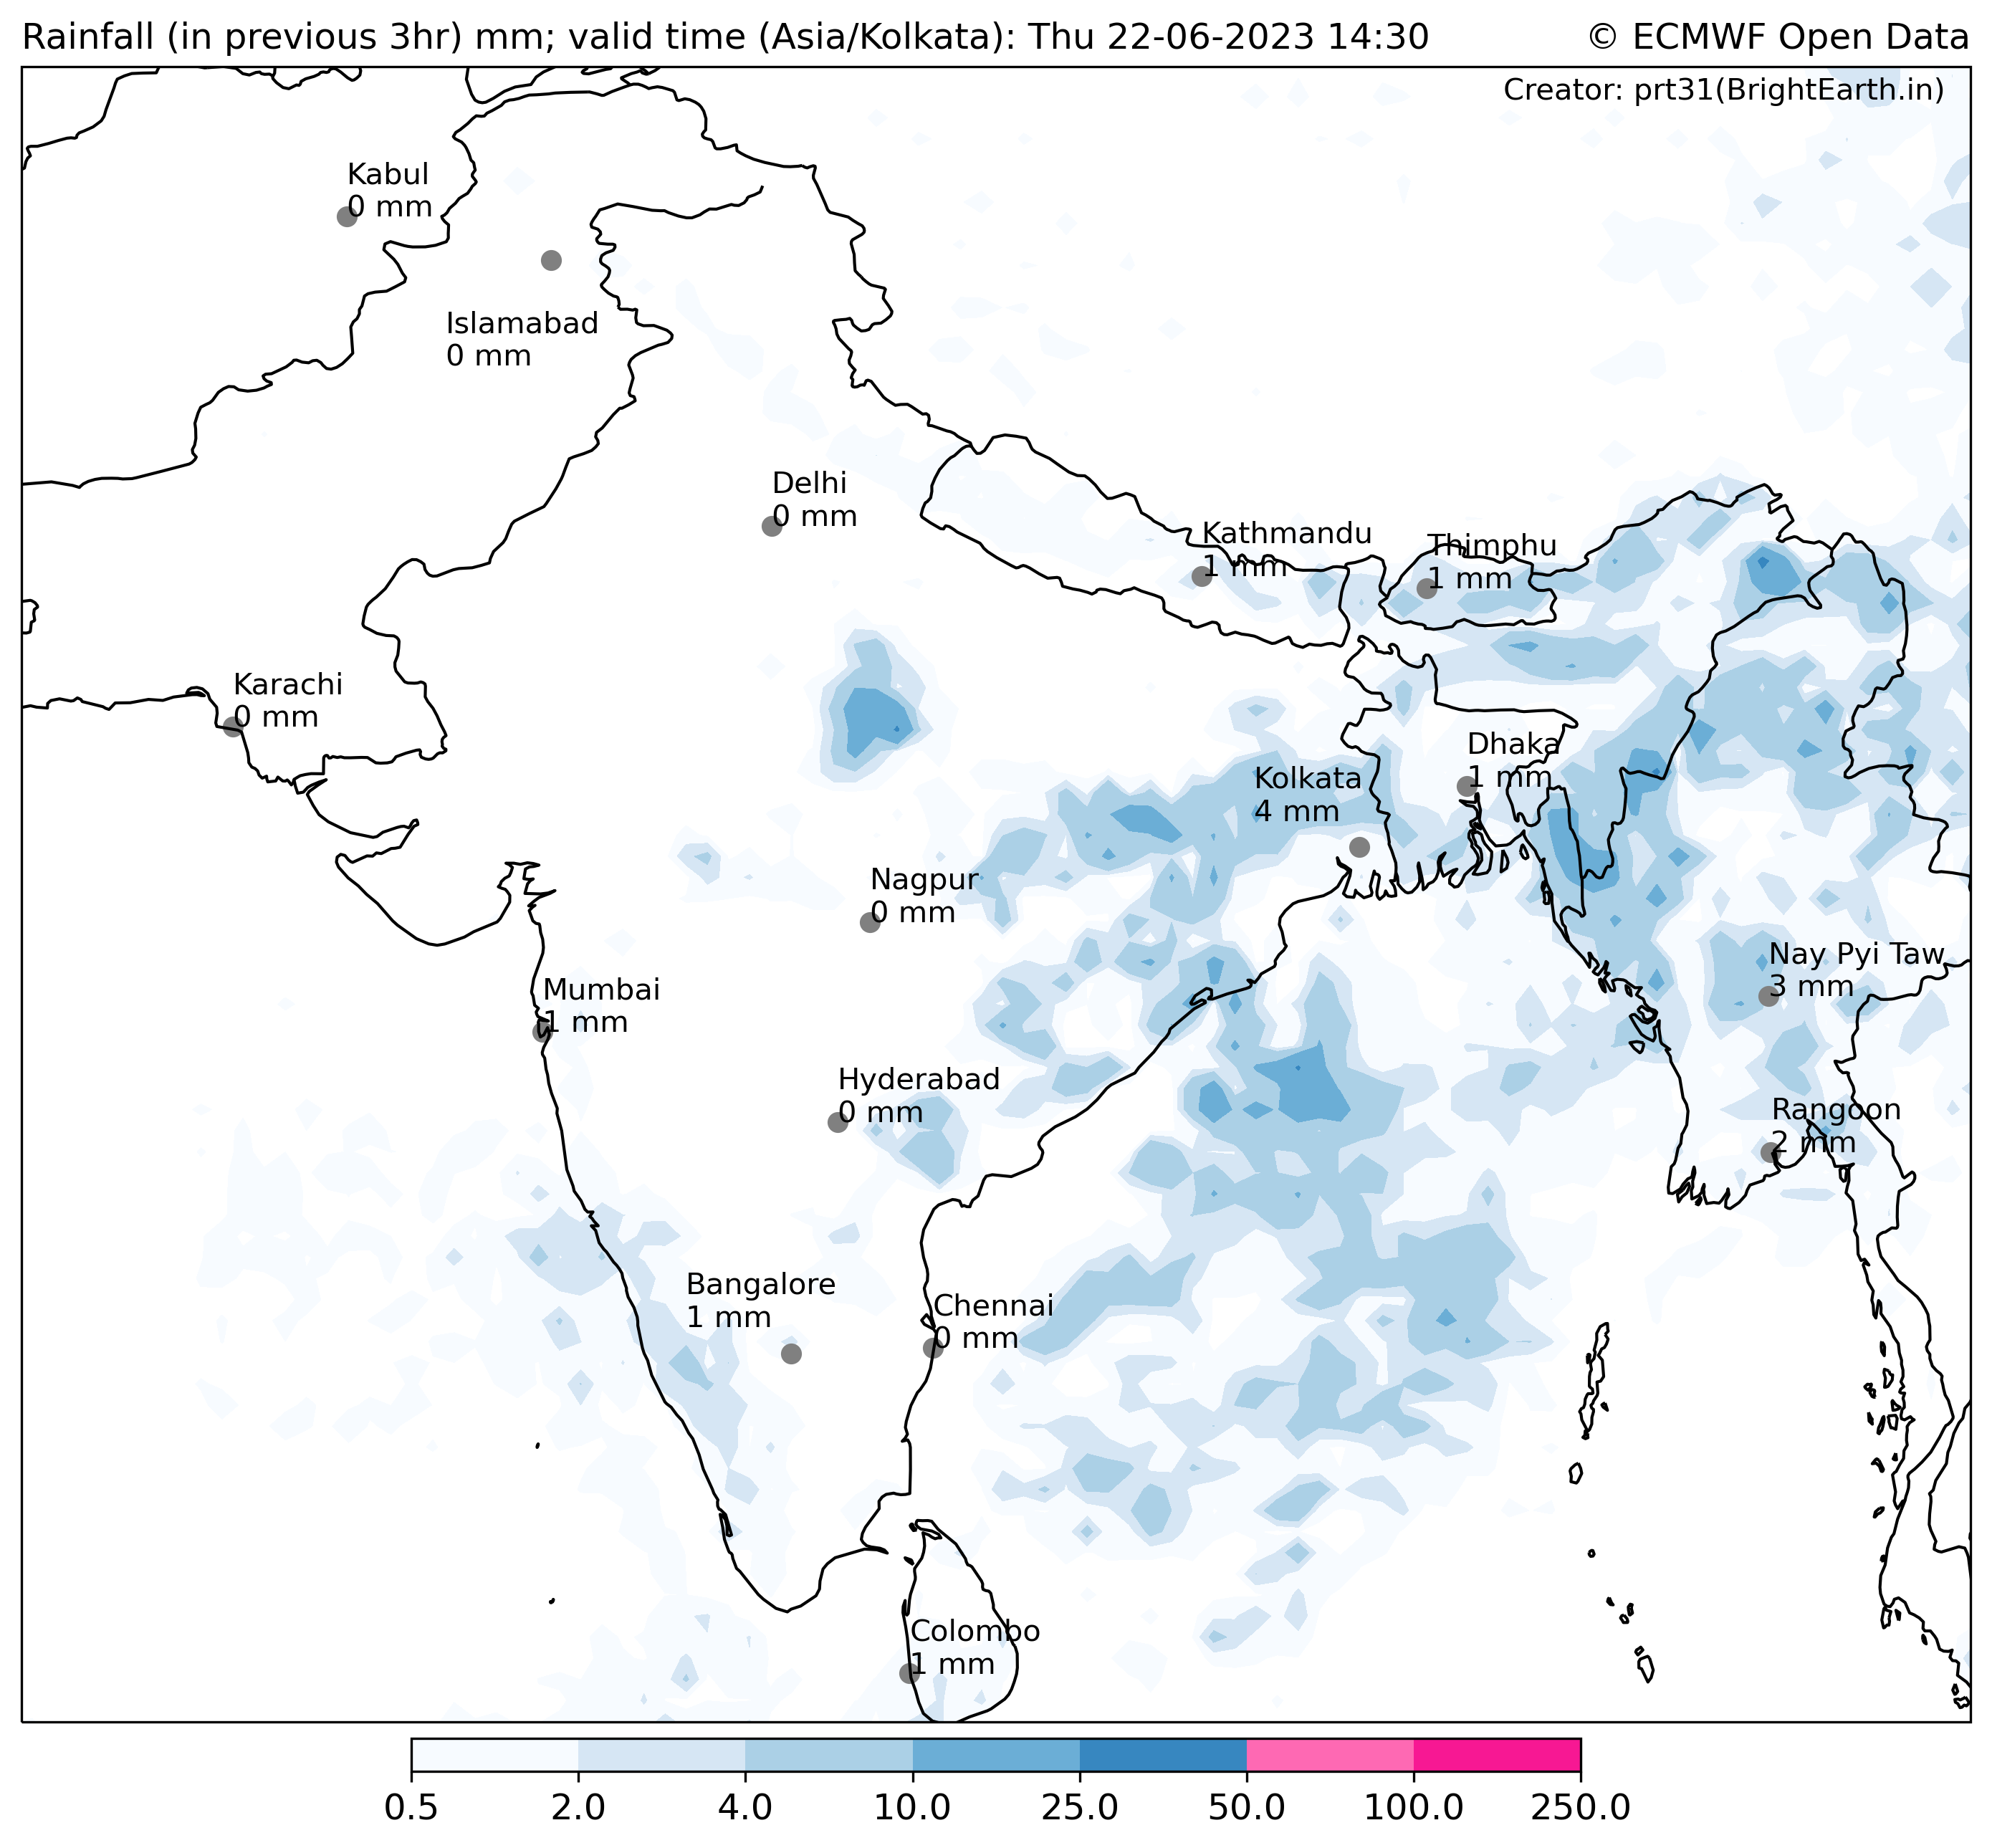 Rainfall (in previous 3hr) mm; valid time (Asia/Kolkata): Thu 22-06-2023 14:30
© ECMWF Open Data
Creator: prt31(BrightEarth.in)
Kabul
0 mm
Islamabad
0 mm
Delhi
0 mm
Kathmandu
1 mm
Thimphu
1 mm
Karachi
0 mm
Dhaka
1 mm
Kolkata
4 mm
Nagpur
0 mm
Nay Pyi Taw
3 mm
Mumbai
1 mm
Hyderabad
0 mm
Rangoon
2 mm
Bangalore
1 mm
Chennai
0 mm
Colombo
1 mm
0.5 2.0 4.0 10.0 25.0 50.0 100.0 250.0